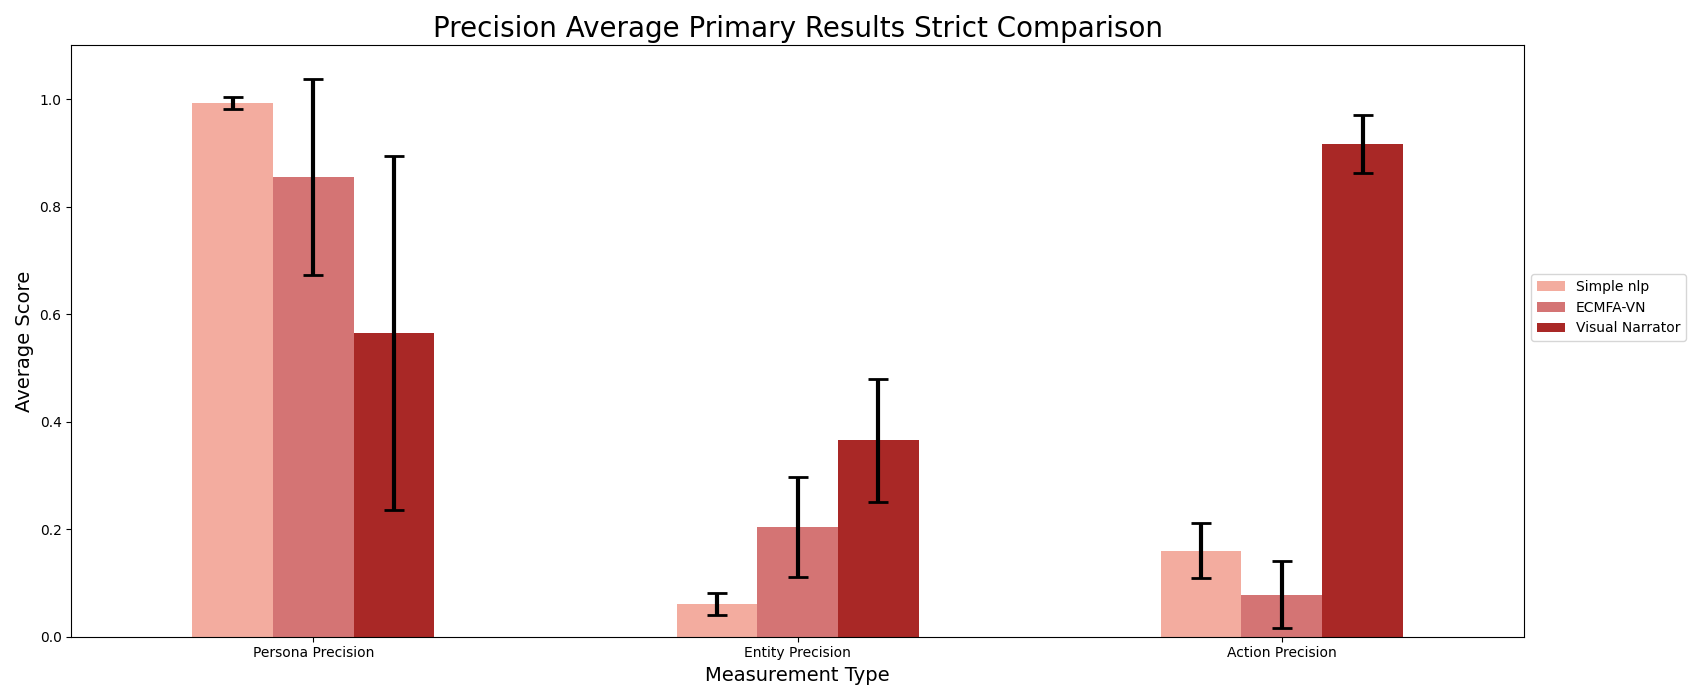 Precision Average Primary Results Strict Comparison
Average Score
1.0
0.8
0.6
0.4
0.2
0.0
Persona Precision
Entity Precision
Action Precision
Measurement Type
Simple nlp
ECMFA-VN
Visual Narrator